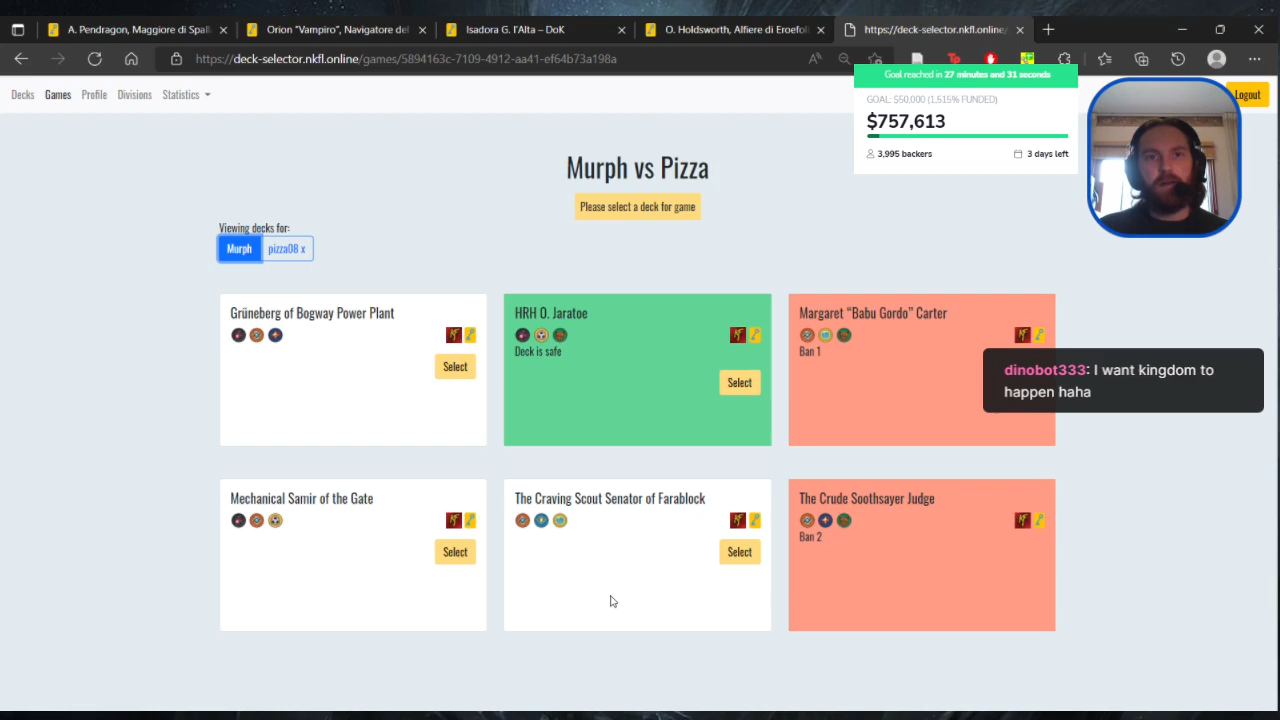 A. Pendragon, Maggiore di Spall
Orion “Vampiro”, Navigatore del
Isadora G. l'Alta – DoK
O. Holdsworth, Alfiere di Eroefoll
https://deck-selector.nkfl.online/
https://deck-selector.nkfl.online/games/5894163c-7109-4912-aa41-ef64b73a198a
Goal reached in 27 minutes and 31 seconds
GOAL: $50,000 (1,515% FUNDED)
$757,613
3,995 backers
3 days left
Decks
Games
Profile
Divisions
Statistics
Logout
Murph vs Pizza
Please select a deck for game
Viewing decks for:
Murph
pizza08 x
Grüneberg of Bogway Power Plant
Select
HRH O. Jaratoe
Deck is safe
Select
Margaret “Babu Gordo” Carter
Ban 1
dinobot333: I want kingdom to
happen haha
Mechanical Samir of the Gate
Select
The Craving Scout Senator of Farablock
Select
The Crude Soothsayer Judge
Ban 2